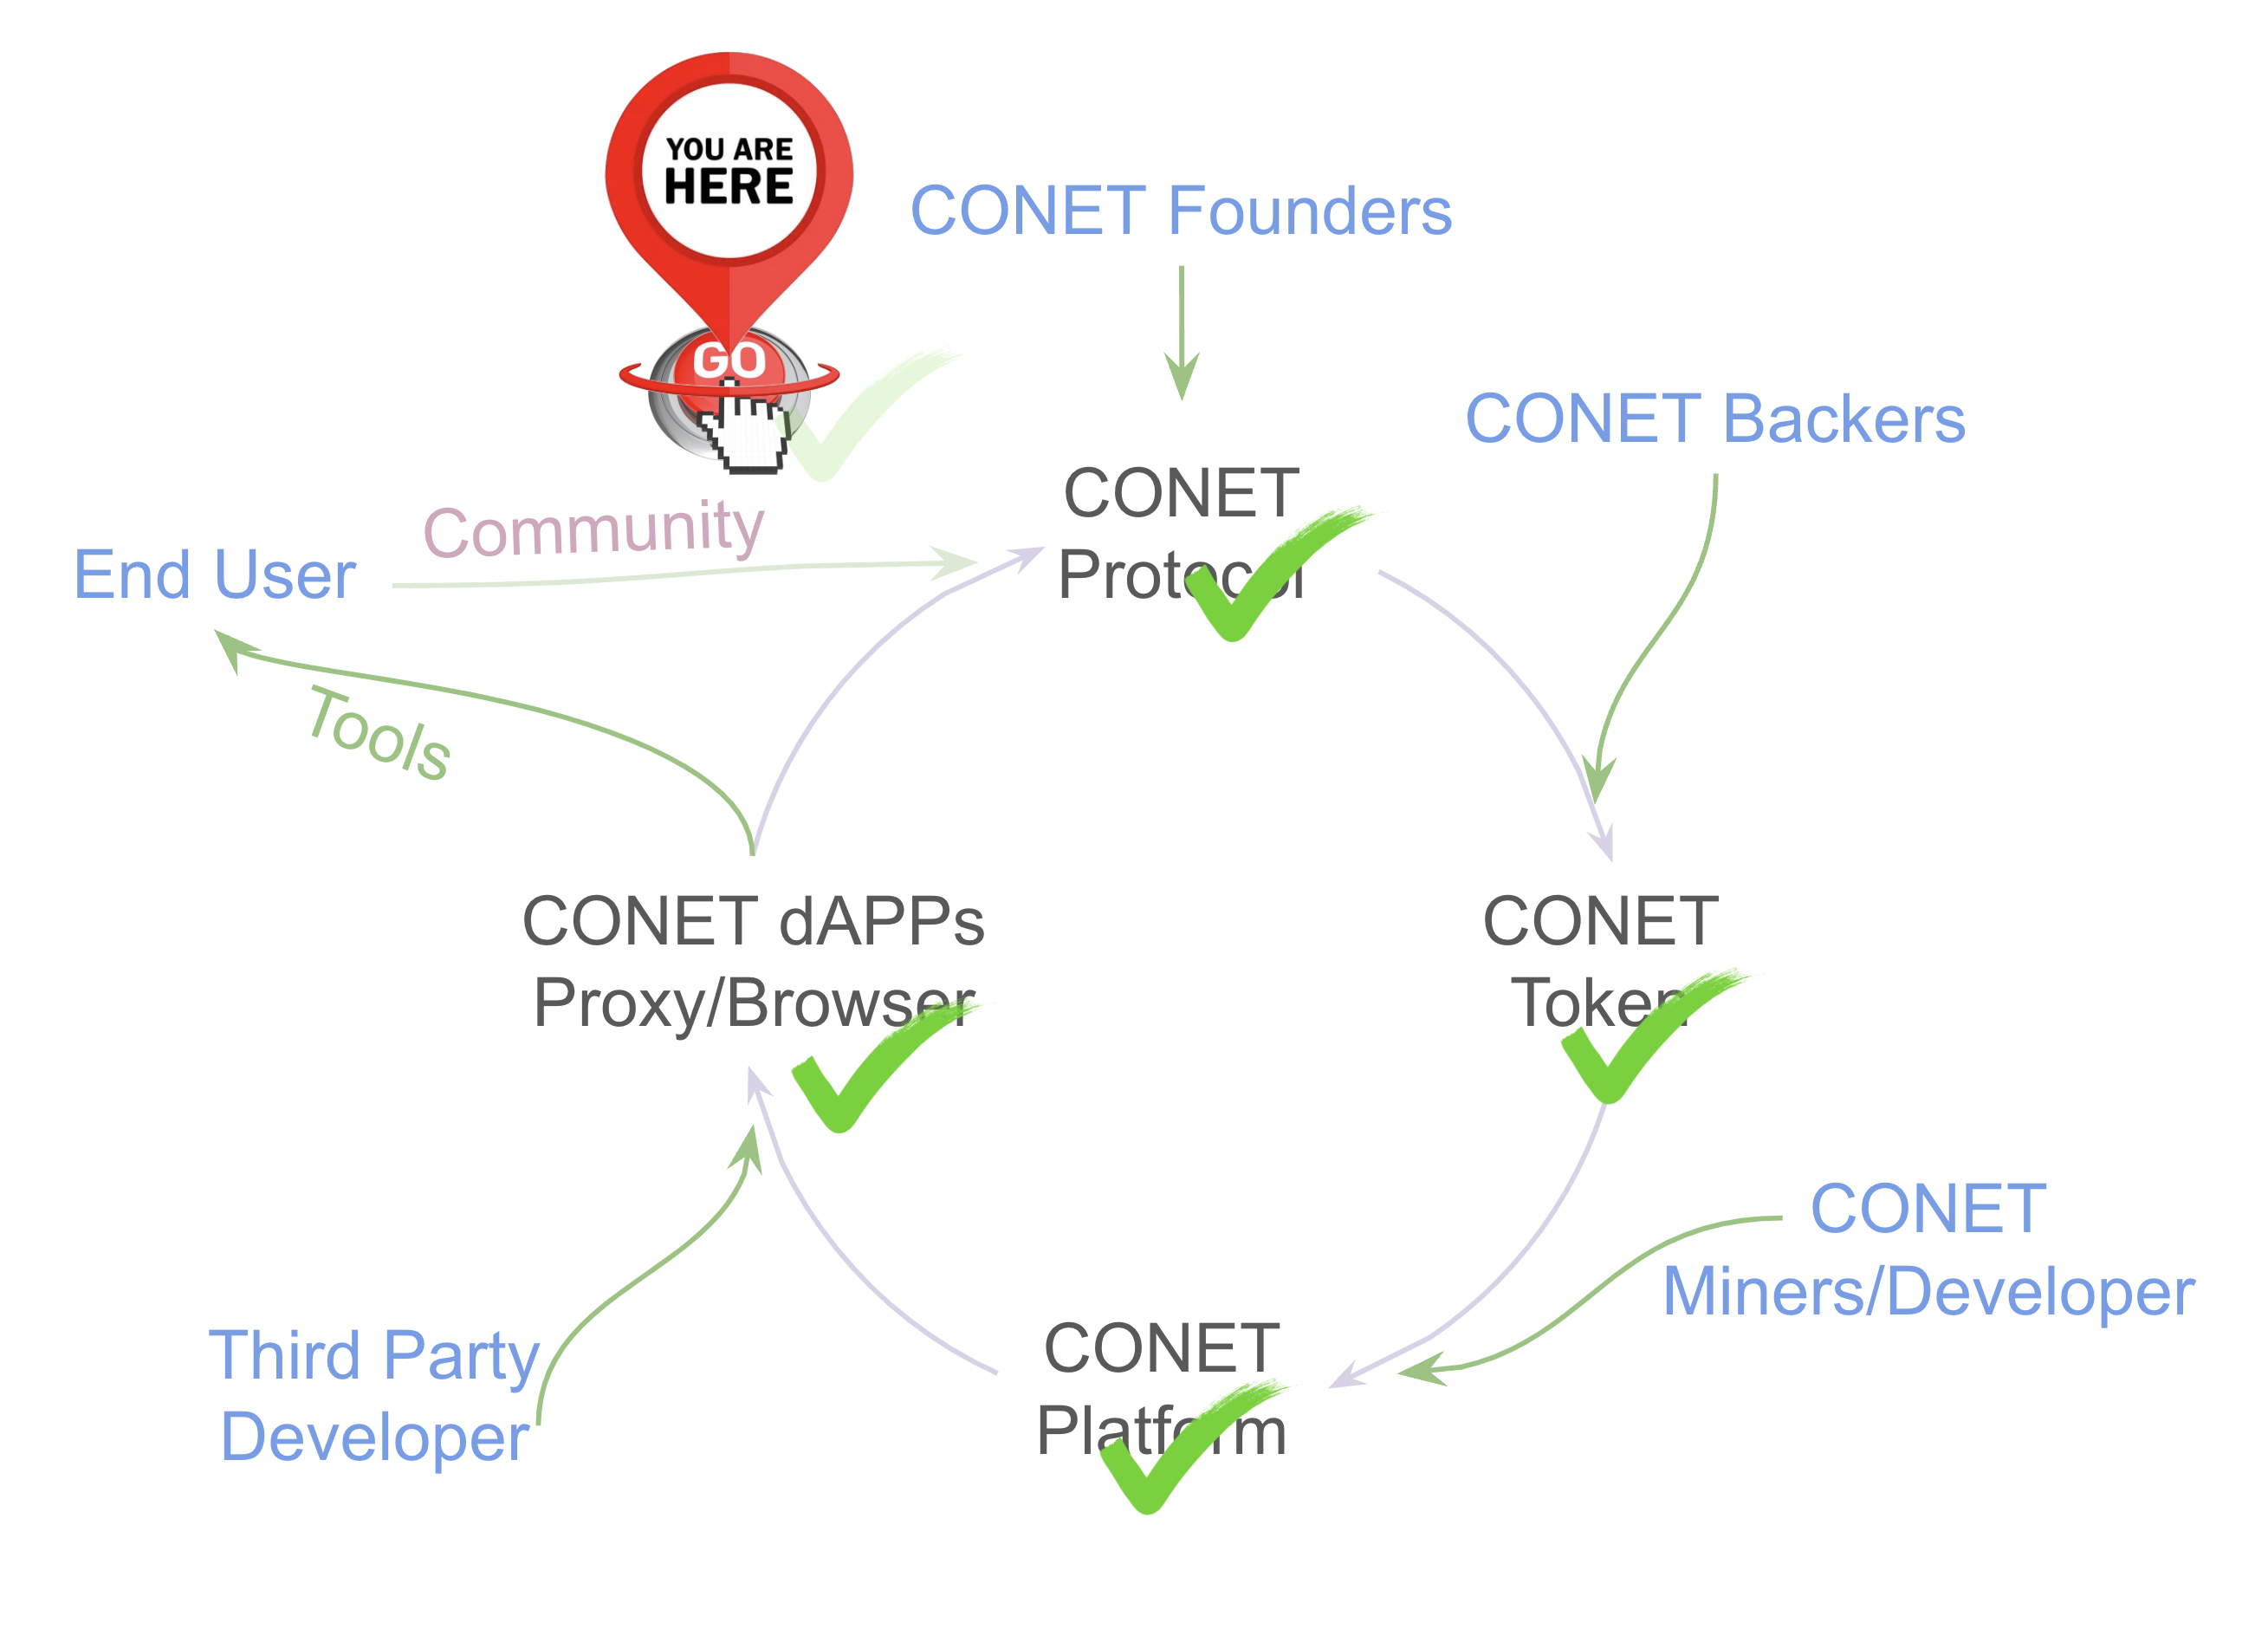 YOU ARE
HERE
GO
CONET Founders
CONET Backers
CONET
Protocol
Community
End User
Tools
CONET dAPPs
Proxy/Browser
CONET
Token
CONET
Miners/Developer
CONET
Platform
Third Party
Developer